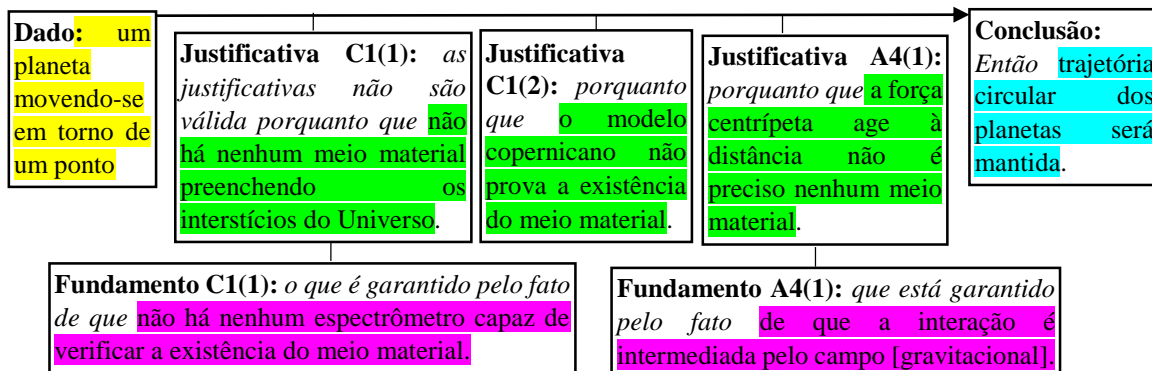 Dado: um
planeta
movendo-se
em torno de
um ponto
Justificativa C1(1): as
justificativas não são
válida porquanto que não
há nenhum meio material
preenchendo os
interstícios do Universo.
Justificativa
C1(2): porquanto
que o modelo
copernicano não
prova a existência
do meio material.
Justificativa A4(1):
porquanto que a força
centrípeta age à
distância não é
preciso nenhum meio
material.
Conclusão:
Então trajetória
circular dos
planetas será
mantida.
Fundamento C1(1): o que é garantido pelo fato
de que não há nenhum espectrômetro capaz de
verificar a existência do meio material.
Fundamento A4(1): que está garantido
pelo fato de que a interação é
intermediada pelo campo [gravitacional].